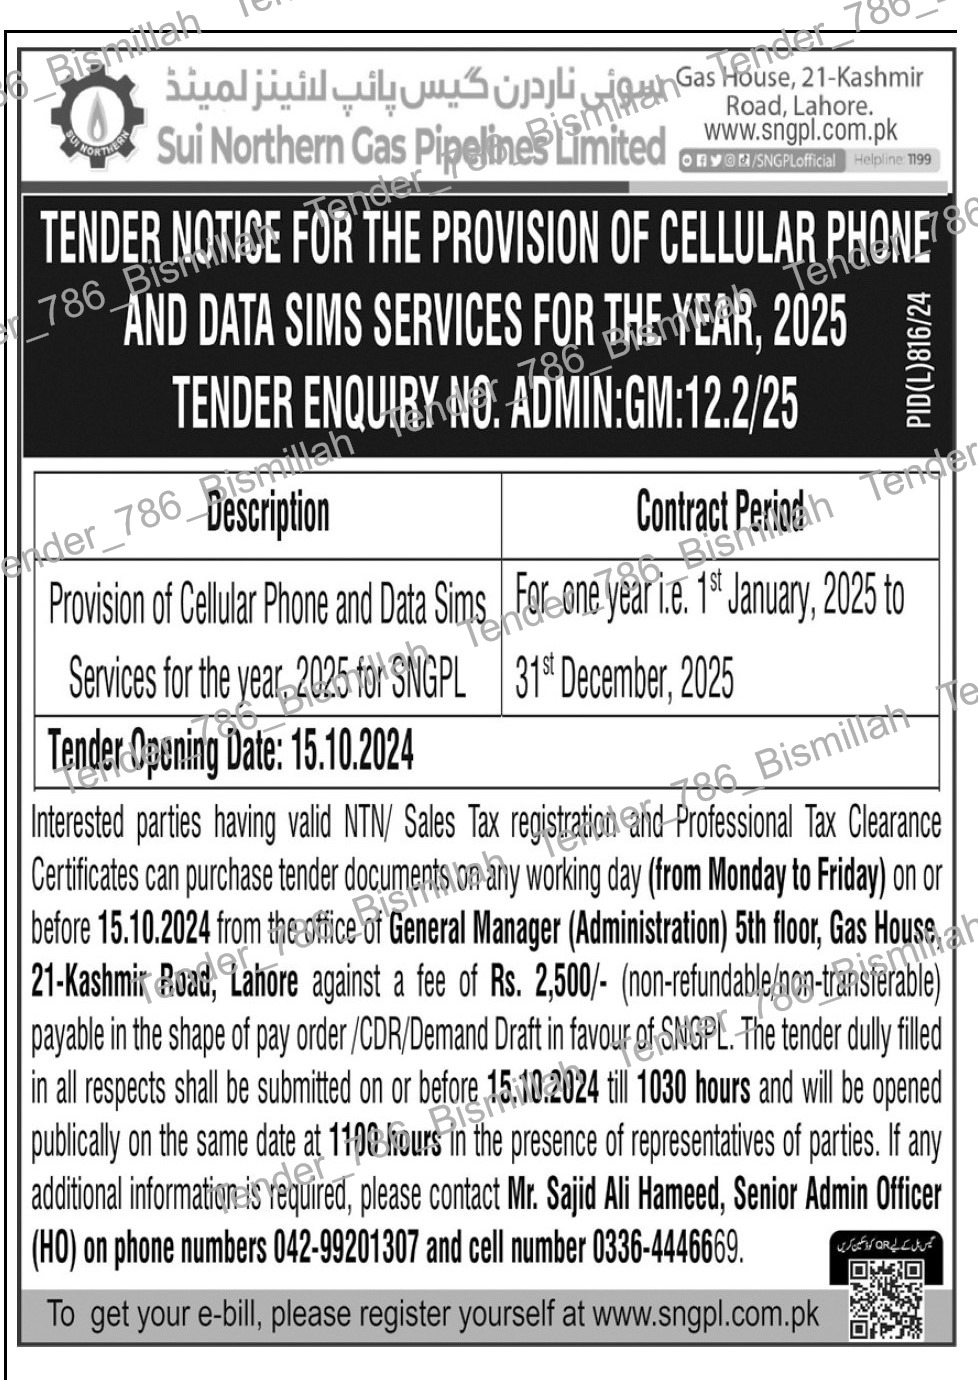 سوئی ناردرن گیس پائپ لائینز لمیٹڈ
Sui Northern Gas Pipelines Limited
SUI NORTHERN
Gas House, 21-Kashmir
Road, Lahore.
www.sngpl.com.pk
/SNGPLofficial Helpline: 1199
TENDER NOTICE FOR THE PROVISION OF CELLULAR PHONE
AND DATA SIMS SERVICES FOR THE YEAR, 2025
TENDER ENQUIRY NO. ADMIN:GM:12.2/25
PID(L)816/24
Description
Contract Period
Provision of Cellular Phone and Data Sims
Services for the year, 2025 for SNGPL
For one year i.e. 1st January, 2025 to
31st December, 2025
Tender Opening Date: 15.10.2024
Interested parties having valid NTN/ Sales Tax registration and Professional Tax Clearance
Certificates can purchase tender documents on any working day (from Monday to Friday) on or
before 15.10.2024 from the office of General Manager (Administration) 5th floor, Gas House,
21-Kashmir Road, Lahore against a fee of Rs. 2,500/- (non-refundable/non-transferable)
payable in the shape of pay order /CDR/Demand Draft in favour of SNGPL. The tender dully filled
in all respects shall be submitted on or before 15.10.2024 till 1030 hours and will be opened
publically on the same date at 1100 hours in the presence of representatives of parties. If any
additional information is required, please contact Mr. Sajid Ali Hameed, Senior Admin Officer
(HO) on phone numbers 042-99201307 and cell number 0336-4446669.
گیس بل کے لیے QR کوڈ سکین کریں
To get your e-bill, please register yourself at www.sngpl.com.pk
Tender_786_Bismillah